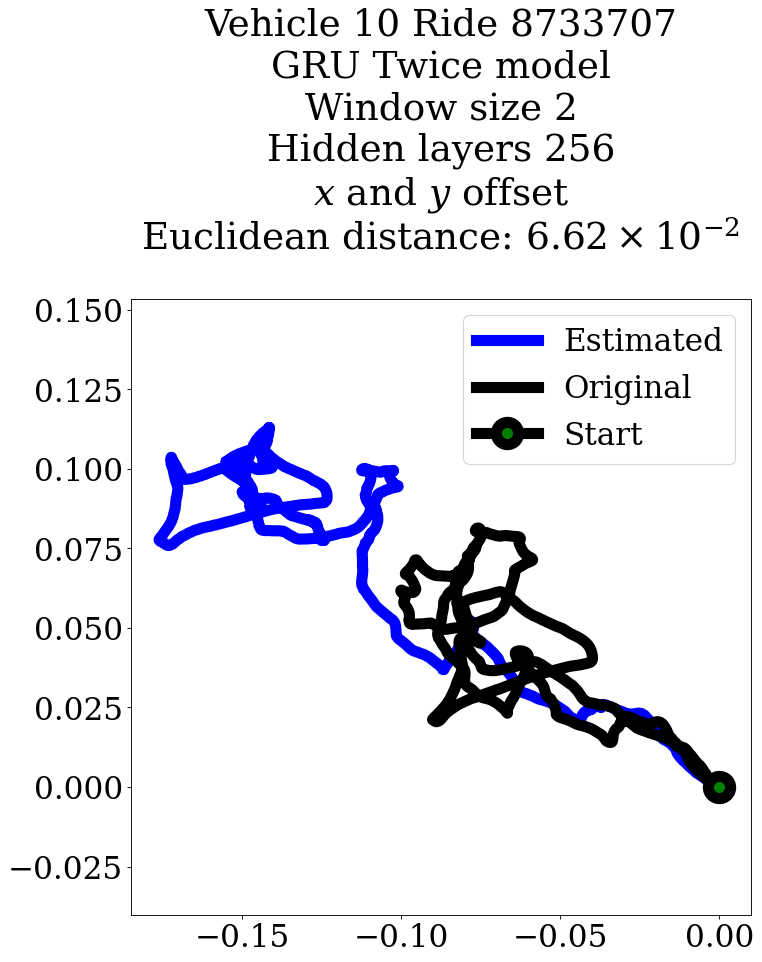 Vehicle 10 Ride 8733707
GRU Twice model
Window size 2
Hidden layers 256
x and y offset
Euclidean distance: 6.62 × 10⁻²
0.150
0.125
0.100
0.075
0.050
0.025
0.000
−0.025
Estimated
Original
Start
−0.15
−0.10
−0.05
0.00